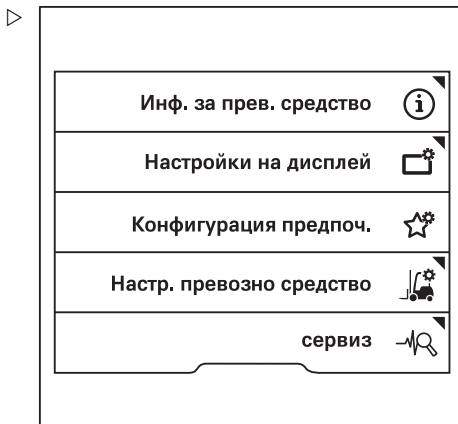 Инф. за прев. средство
Настройки на дисплей
Конфигурация предпоч.
Настр. превозно средство
сервиз